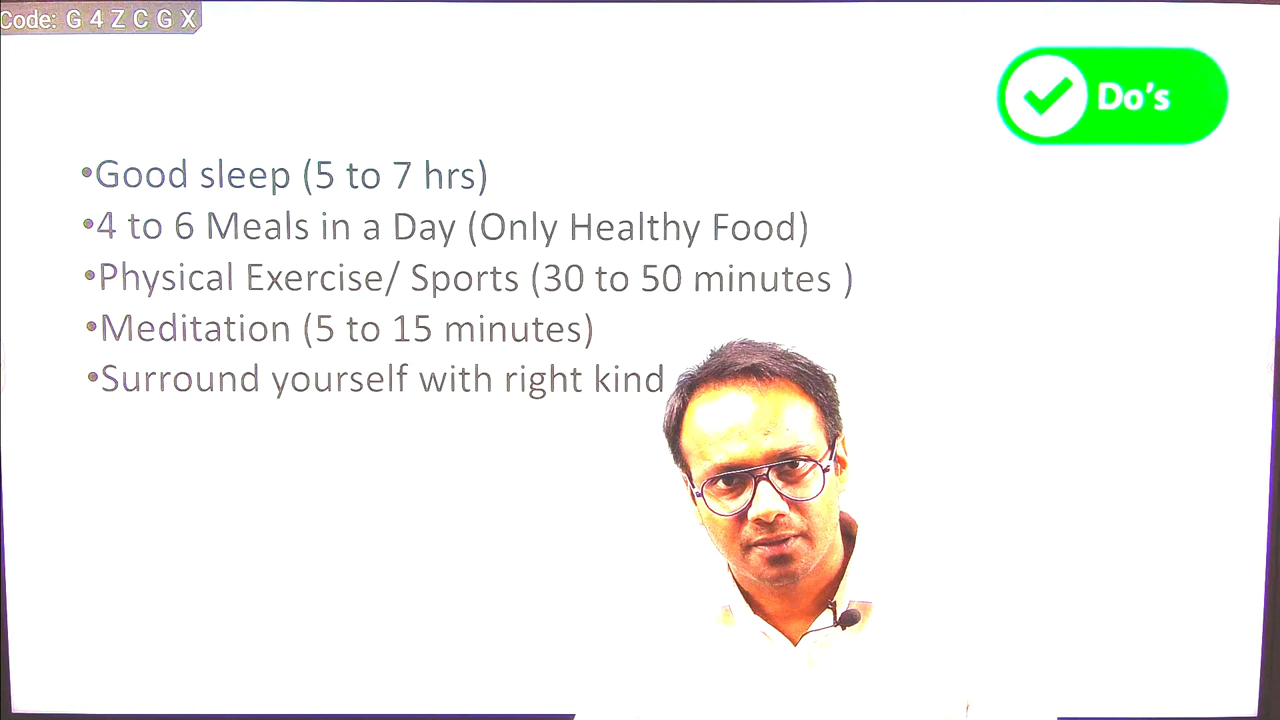 Code: G 4 Z C G X
Do's
•Good sleep (5 to 7 hrs)
•4 to 6 Meals in a Day (Only Healthy Food)
•Physical Exercise/ Sports (30 to 50 minutes )
•Meditation (5 to 15 minutes)
•Surround yourself with right kind